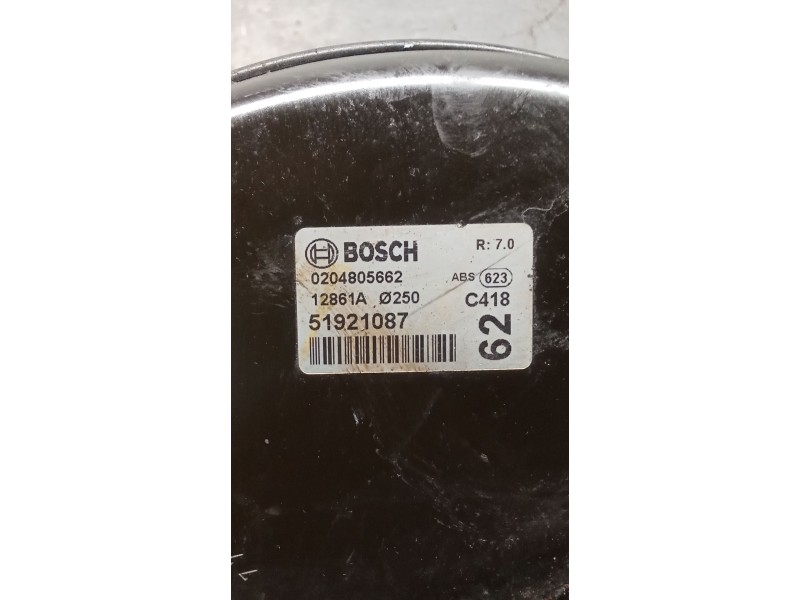 BOSCH R: 7.0
0204805662 ABS 623
12861A Ø250 C418
51921087
62